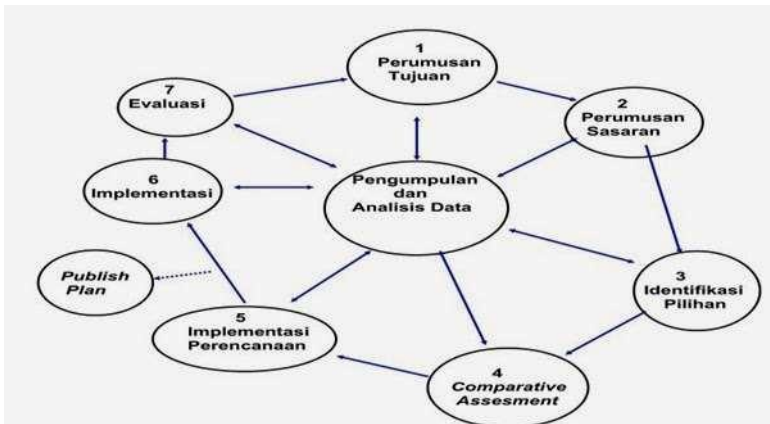 1
Perumusan
Tujuan
2
Perumusan
Sasaran
3
Identifikasi
Pilihan
4
Comparative
Assesment
5
Implementasi
Perencanaan
6
Implementasi
7
Evaluasi
Pengumpulan
dan
Analisis Data
Publish
Plan